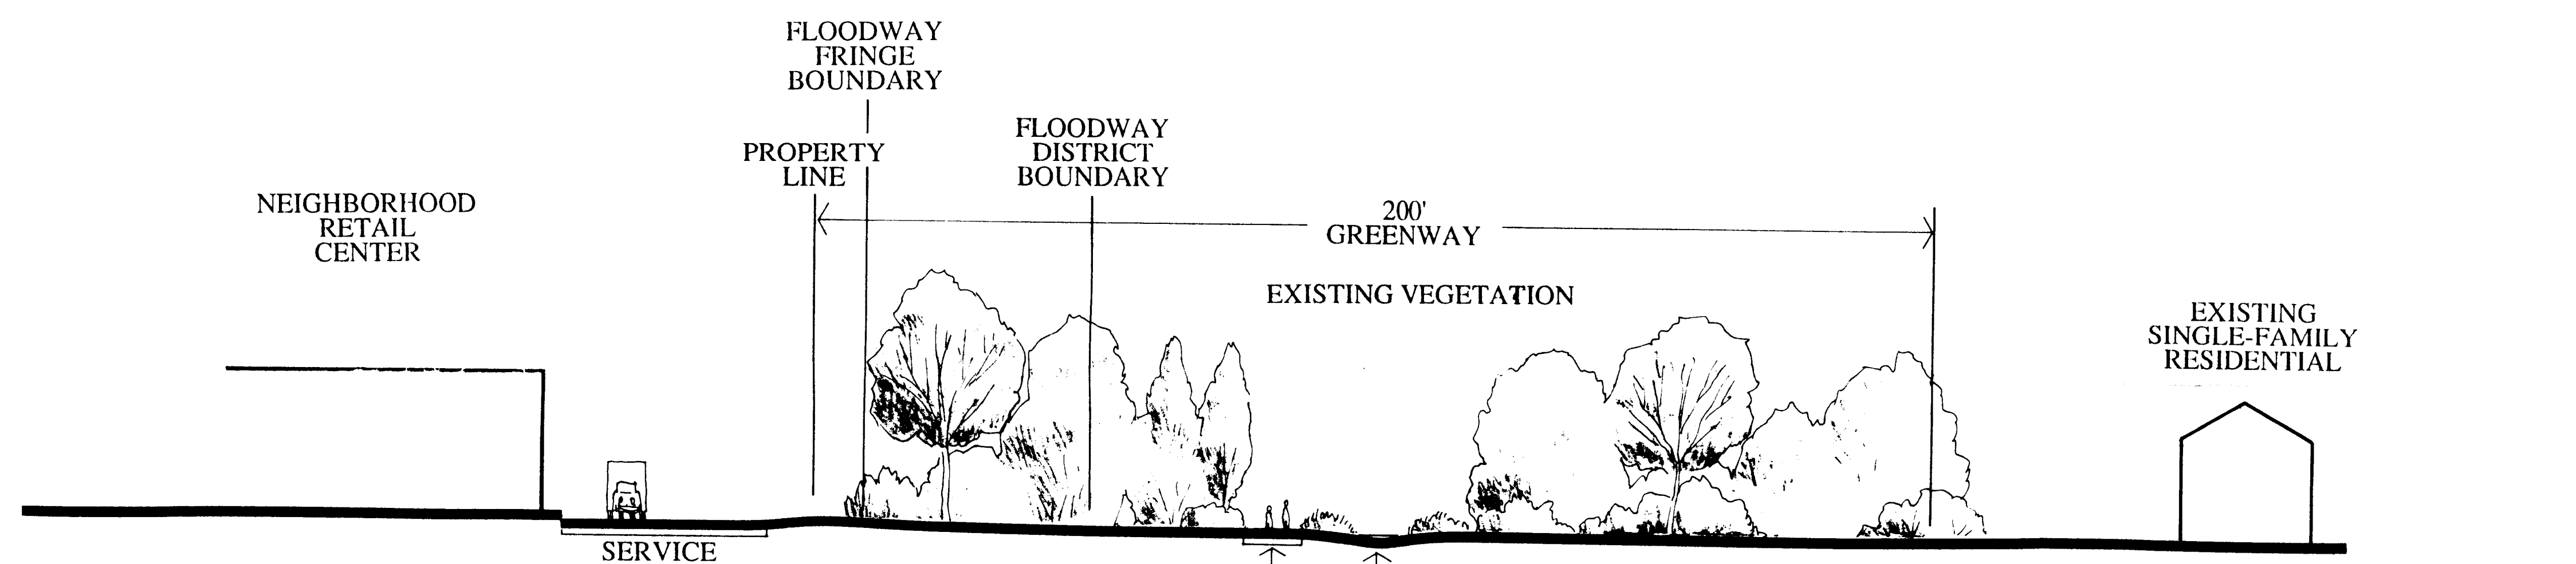 FLOODWAY
FRINGE
BOUNDARY
PROPERTY
LINE
FLOODWAY
DISTRICT
BOUNDARY
NEIGHBORHOOD
RETAIL
CENTER
200'
GREENWAY
EXISTING VEGETATION
EXISTING
SINGLE-FAMILY
RESIDENTIAL
SERVICE